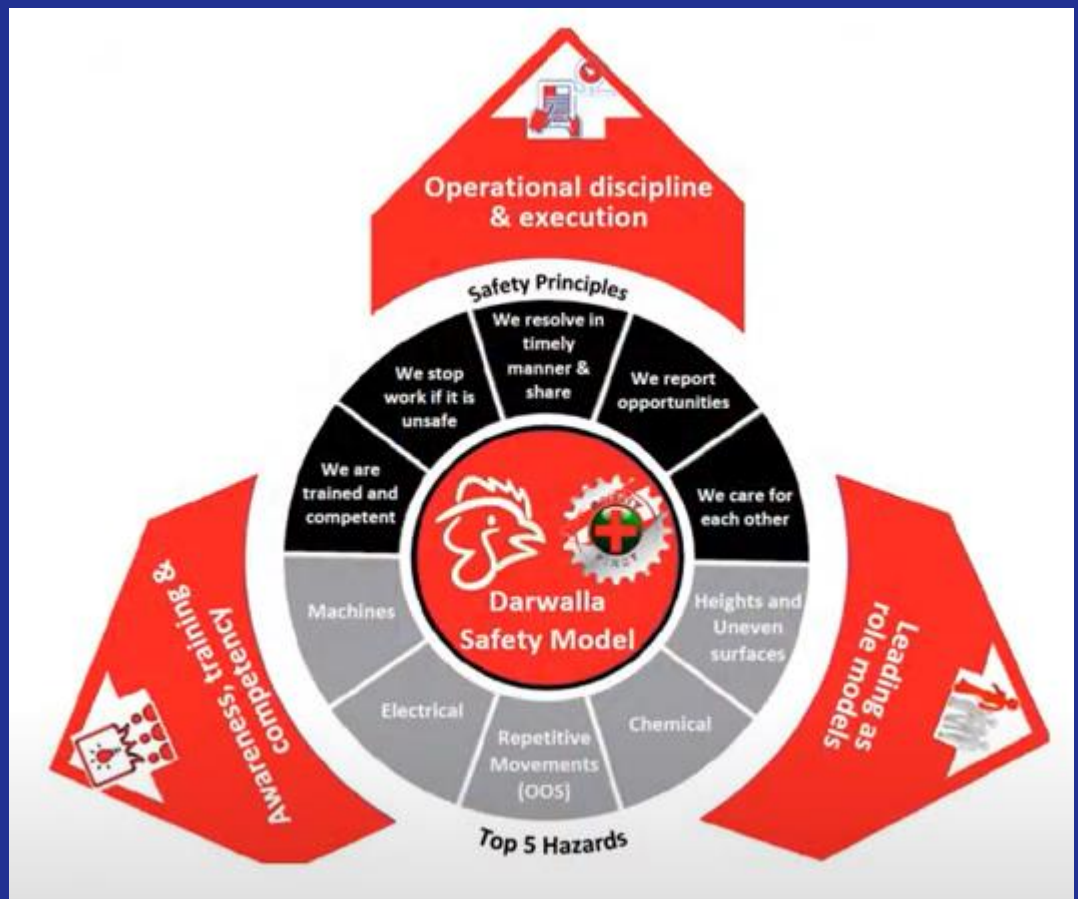 Operational discipline
& execution
Safety Principles
We resolve in
timely
manner &
share
We stop
work if it is
unsafe
We report
opportunities
We are
trained and
competent
We care for
each other
SAFETY
FIRST
Darwalla
Safety Model
Machines
Heights and
Uneven
surfaces
Electrical
Chemical
Repetitive
Movements
(OOS)
Top 5 Hazards
Awareness, training &
competency
Leading as
role models